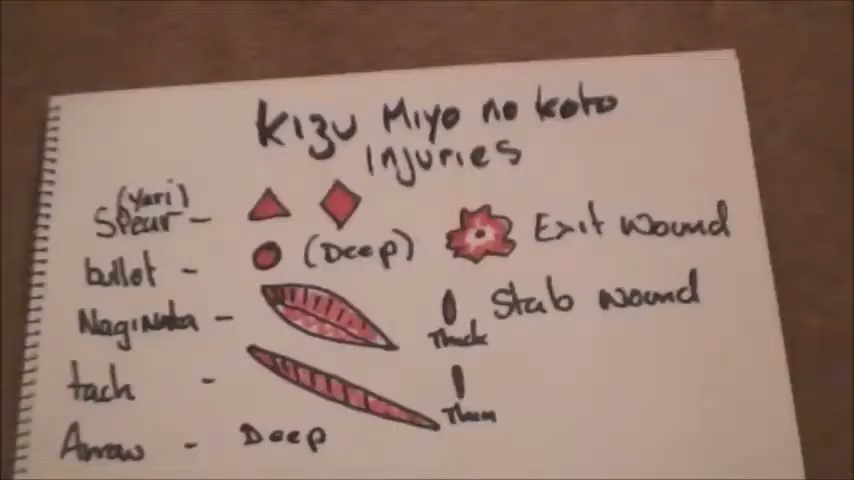 Kizu Miyo no koto
injuries
(Yari)
Spear -
bullet - (Deep) Exit wound
Naginata - Thick Stab wound
tach - Thin
Arrow - Deep